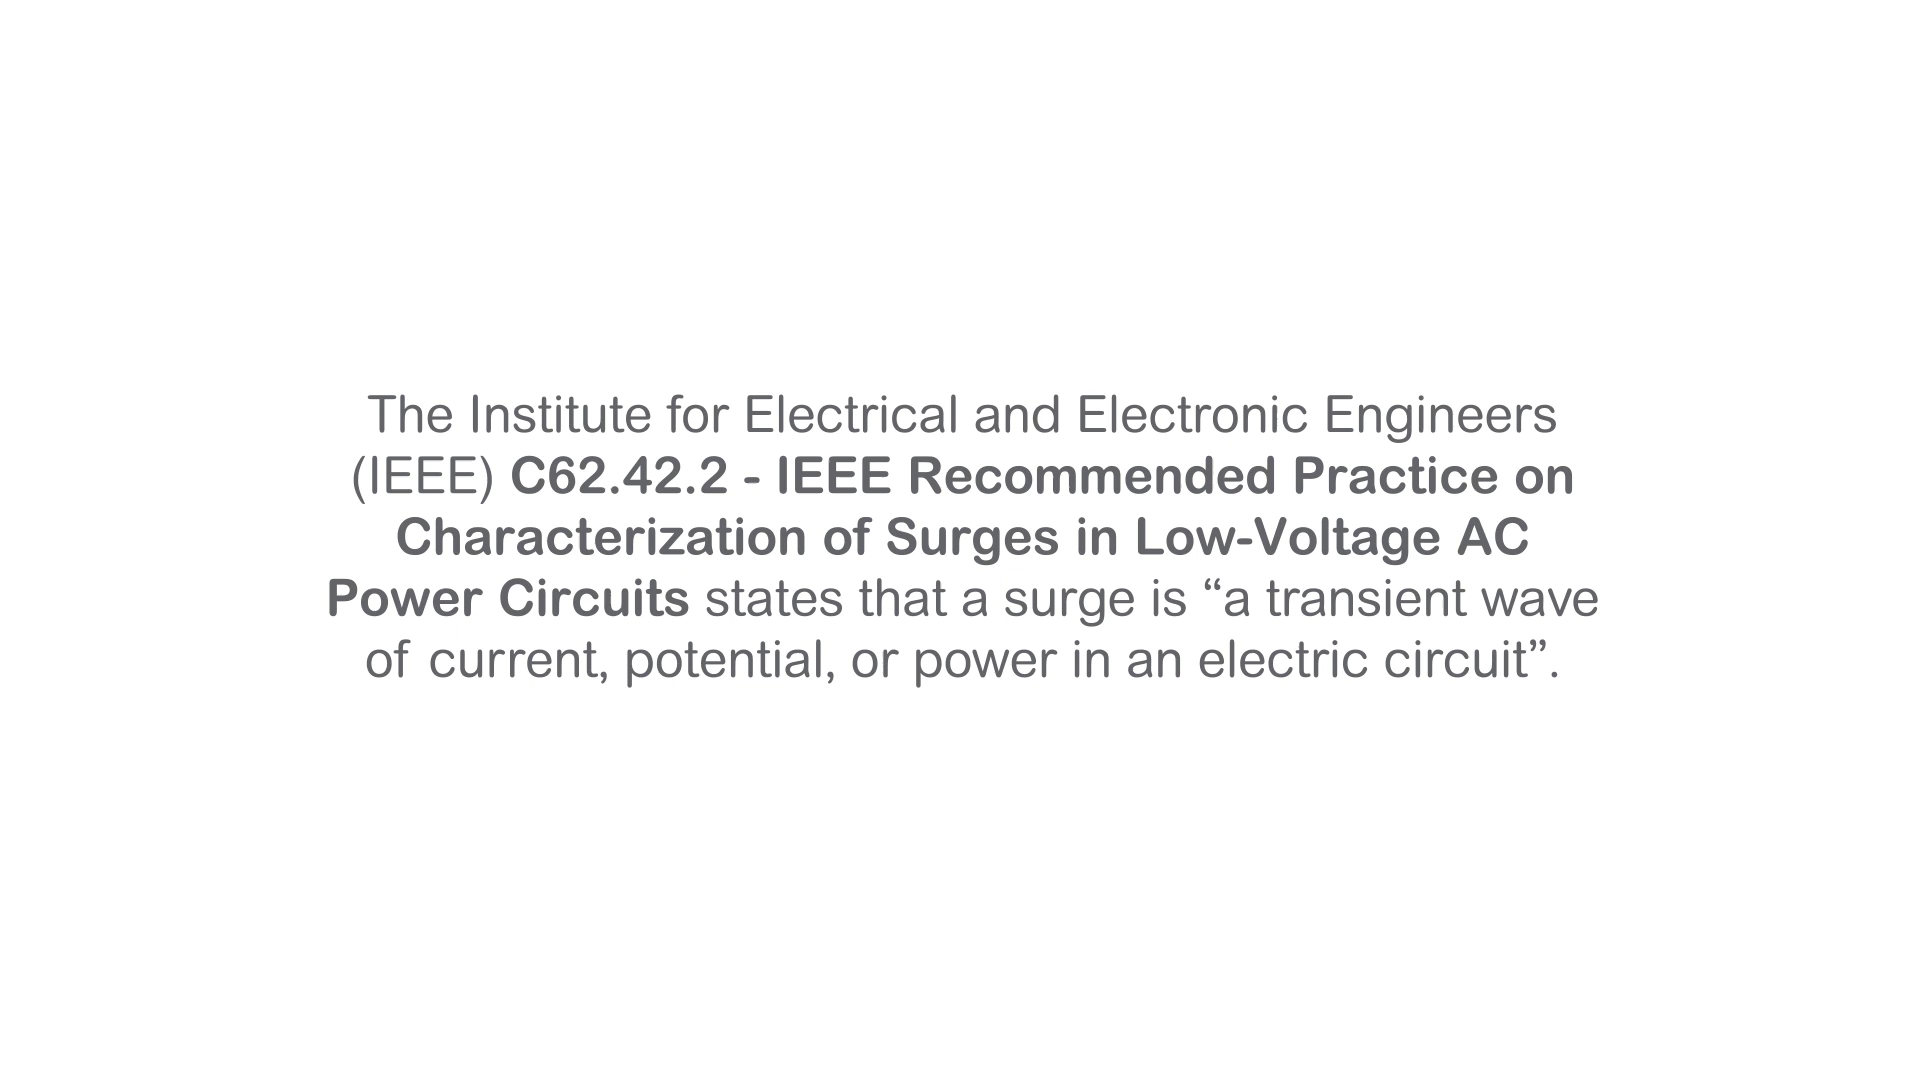 The Institute for Electrical and Electronic Engineers
(IEEE) C62.42.2 - IEEE Recommended Practice on
Characterization of Surges in Low-Voltage AC
Power Circuits states that a surge is “a transient wave
of current, potential, or power in an electric circuit”.